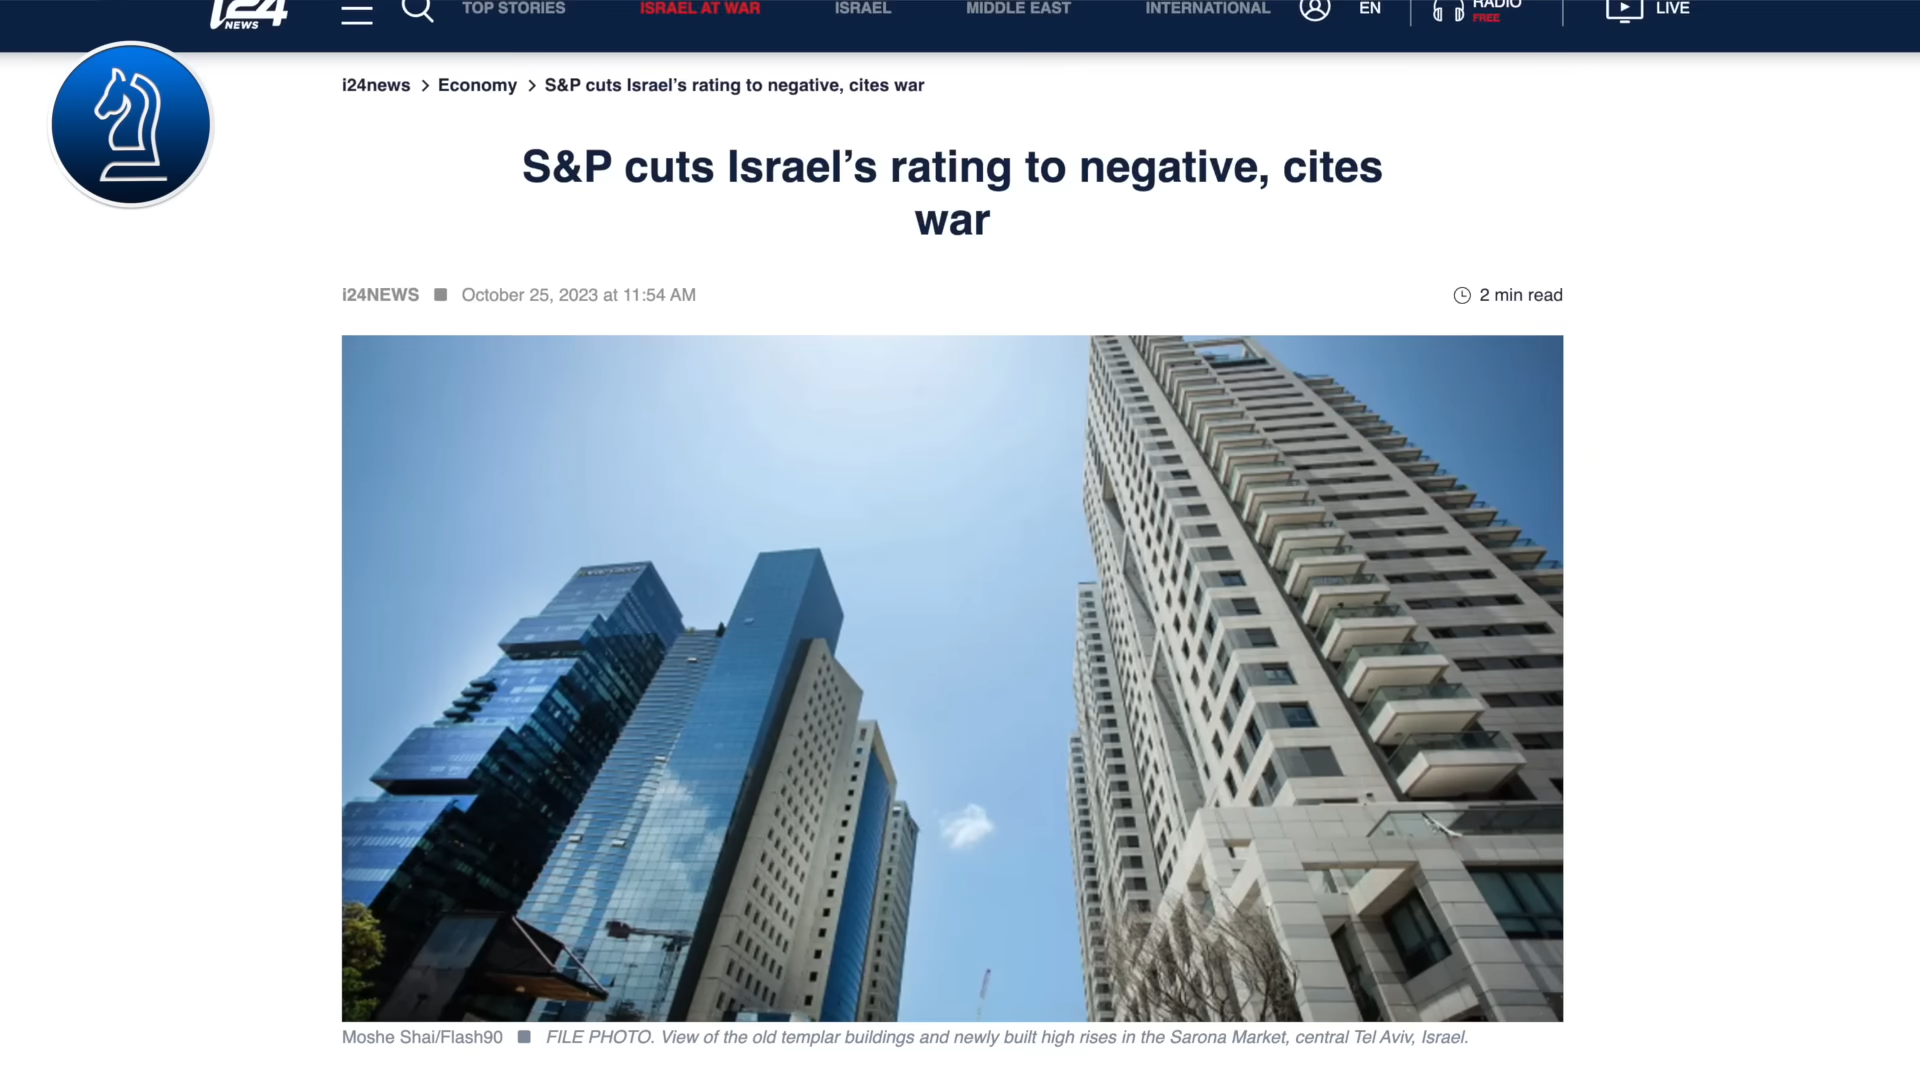 i24
NEWS
TOP STORIES
ISRAEL AT WAR
ISRAEL
MIDDLE EAST
INTERNATIONAL
EN
RADIO
FREE
LIVE
i24news > Economy > S&P cuts Israel’s rating to negative, cites war
S&P cuts Israel’s rating to negative, cites
war
i24NEWS ■ October 25, 2023 at 11:54 AM
2 min read
Moshe Shai/Flash90 ■ FILE PHOTO. View of the old templar buildings and newly built high rises in the Sarona Market, central Tel Aviv, Israel.